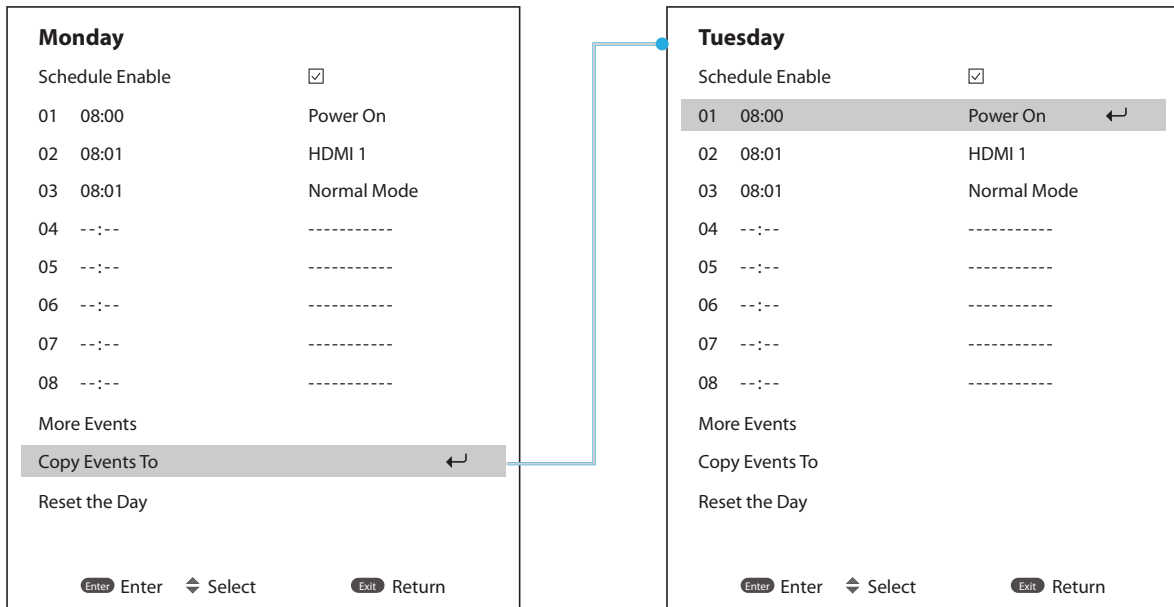 Monday
Schedule Enable
01 08:00 Power On
02 08:01 HDMI 1
03 08:01 Normal Mode
04 --:-- -----------
05 --:-- -----------
06 --:-- -----------
07 --:-- -----------
08 --:-- -----------
More Events
Copy Events To
Reset the Day
Enter Enter Select Exit Return
Tuesday
Schedule Enable
01 08:00 Power On
02 08:01 HDMI 1
03 08:01 Normal Mode
04 --:-- -----------
05 --:-- -----------
06 --:-- -----------
07 --:-- -----------
08 --:-- -----------
More Events
Copy Events To
Reset the Day
Enter Enter Select Exit Return